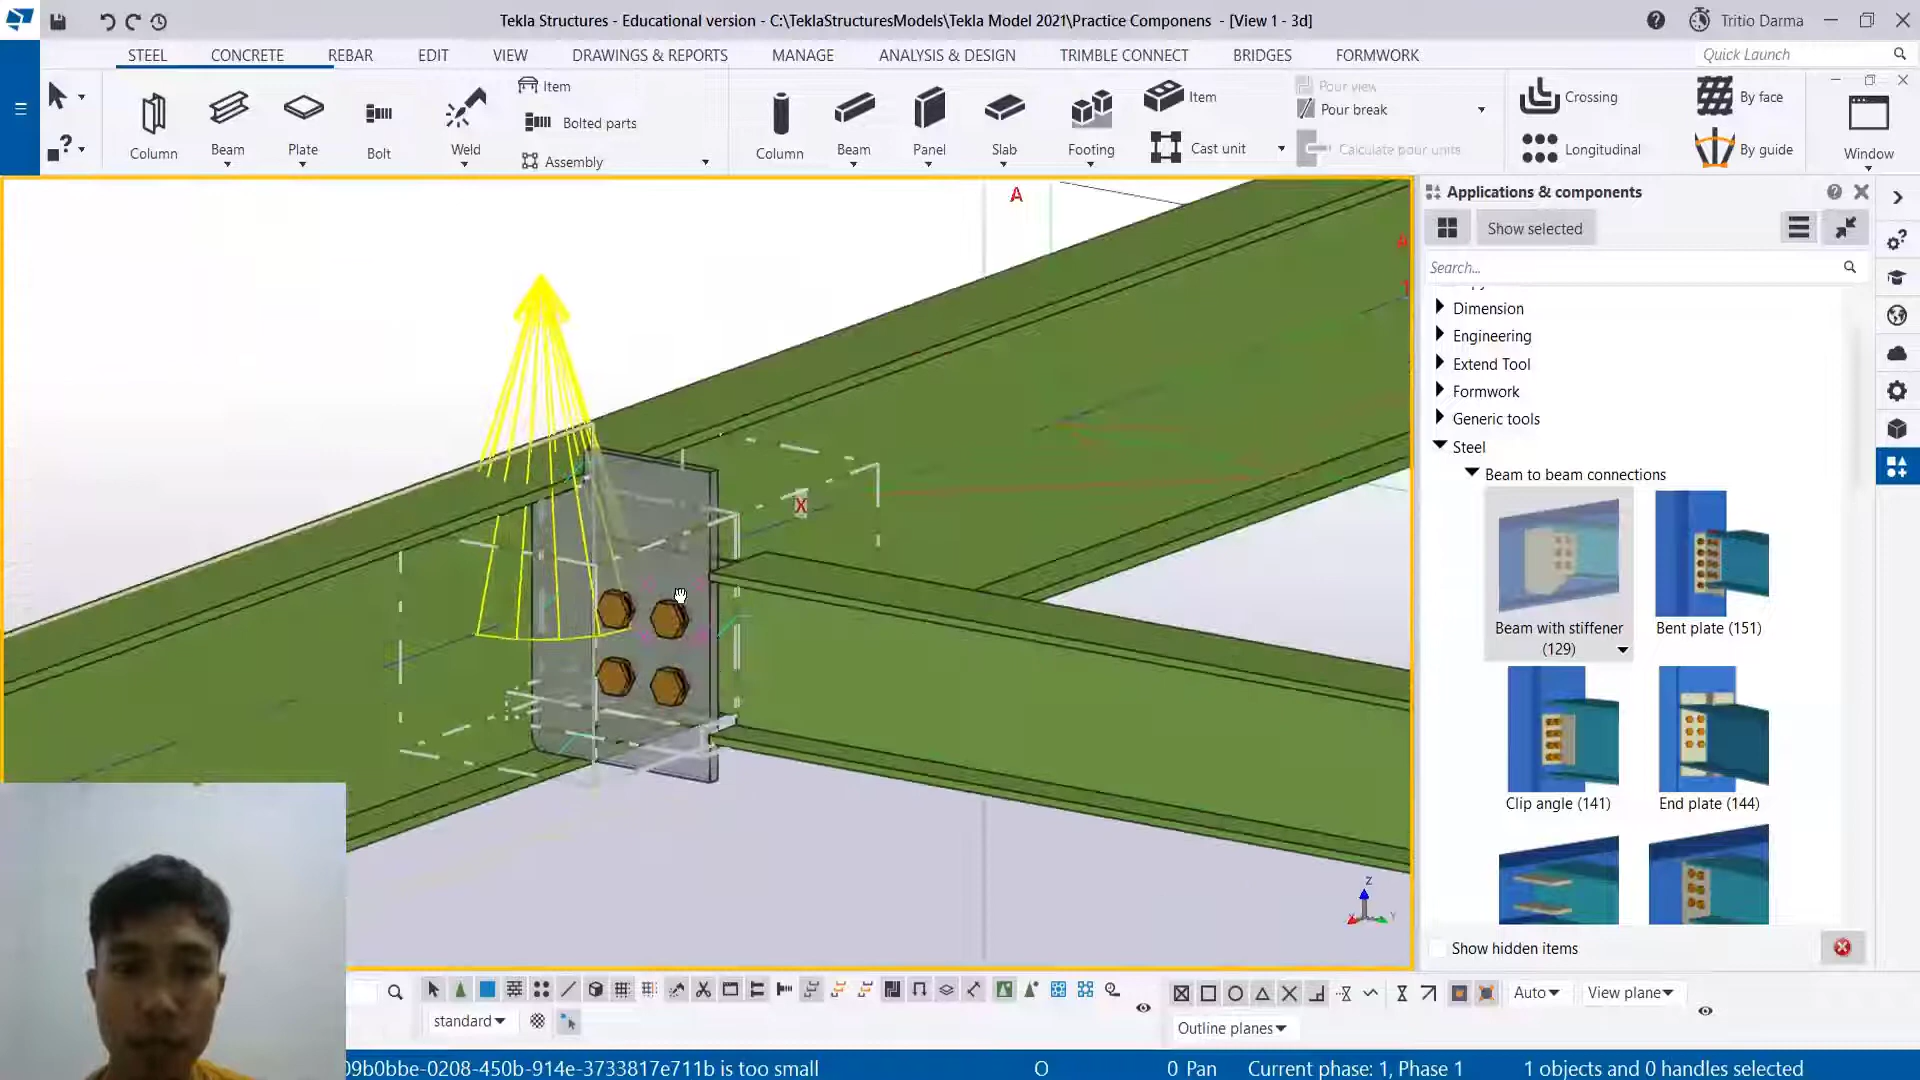 Tekla Structures - Educational version - C:\TeklaStructuresModels\Tekla Model 2021\Practice Componens - [View 1 - 3d]
Tritio Darma
STEEL CONCRETE REBAR EDIT VIEW DRAWINGS & REPORTS MANAGE ANALYSIS & DESIGN TRIMBLE CONNECT BRIDGES FORMWORK
Quick Launch
Item
Bolted parts
Assembly
Column Beam Plate Bolt Weld
Column Beam Panel Slab Footing
Item
Cast unit
Pour view
Pour break
Calculate pour units
Crossing
Longitudinal
By face
By guide
Window
A
X
Z
Applications & components
Show selected
Search...
Dimension
Engineering
Extend Tool
Formwork
Generic tools
Steel
Beam to beam connections
Beam with stiffener
(129)
Bent plate (151)
Clip angle (141)
End plate (144)
Show hidden items
standard
Auto
View plane
Outline planes
09b0bbe-0208-450b-914e-3733817e711b is too small
O
0 Pan
Current phase: 1, Phase 1
1 objects and 0 handles selected